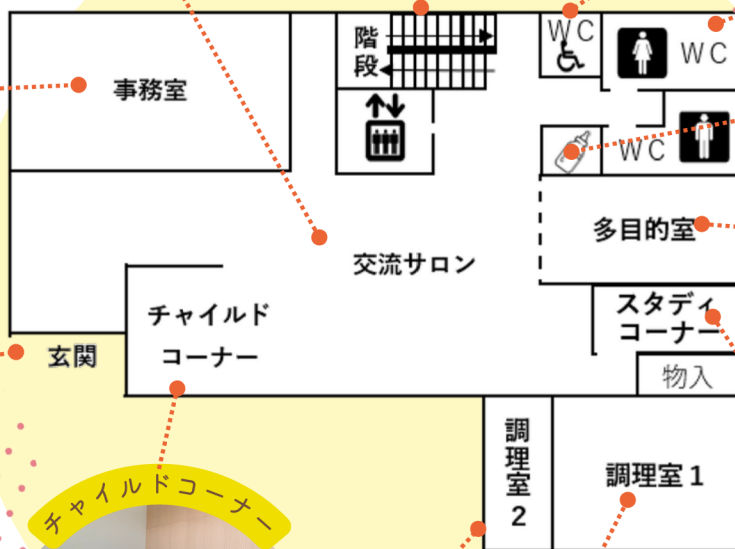 事務室
階
段
WC
WC
WC
交流サロン
多目的室
スタディ
コーナー
物入
チャイルド
コーナー
玄関
調
理
室
2
調理室1
チャイルドコーナー